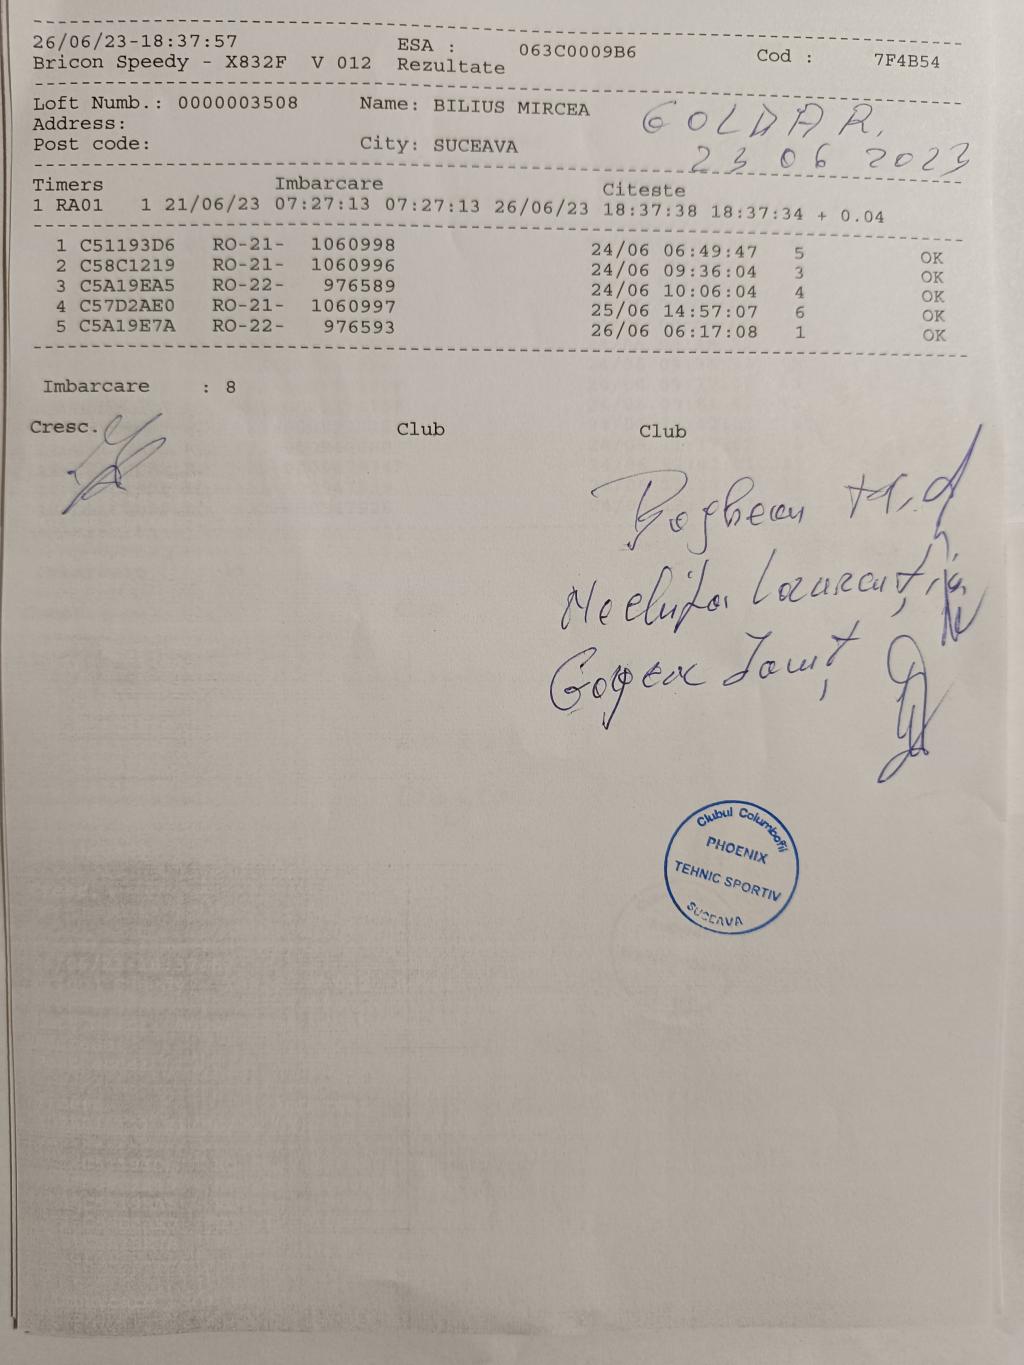 26/06/23-18:37:57 ESA : 063C0009B6 Cod : 7F4B54
Bricon Speedy - X832F V 012 Rezultate
Loft Numb.: 0000003508 Name: BILIUS MIRCEA
Address:
Post code: City: SUCEAVA
GOLDAR.
23 06 2023
Timers Imbarcare Citeste
1 RA01 1 21/06/23 07:27:13 07:27:13 26/06/23 18:37:38 18:37:34 + 0.04
1 C51193D6 RO-21- 1060998 24/06 06:49:47 5 OK
2 C58C1219 RO-21- 1060996 24/06 09:36:04 3 OK
3 C5A19EA5 RO-22- 976589 24/06 10:06:04 4 OK
4 C57D2AE0 RO-21- 1060997 25/06 14:57:07 6 OK
5 C5A19E7A RO-22- 976593 26/06 06:17:08 1 OK
Imbarcare : 8
Cresc. Club Club
Boghean
Nechita Laurenț
Ionuț
Clubul Columbofil
PHOENIX
TEHNIC SPORTIV
SUCEAVA